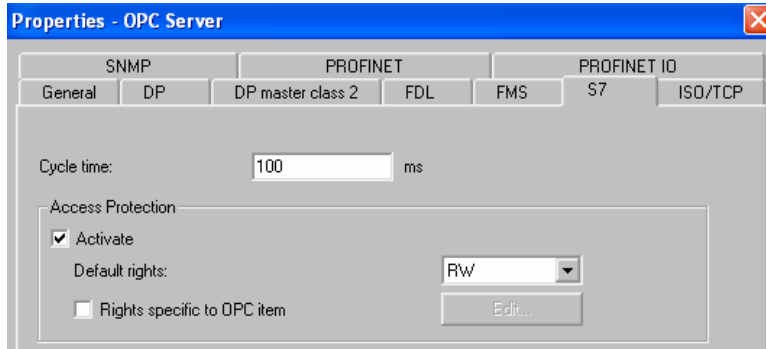 Properties - OPC Server
SNMP PROFINET PROFINET IO
General DP DP master class 2 FDL FMS S7 ISO/TCP
Cycle time: 100 ms
Access Protection
Activate
Default rights: RW
Rights specific to OPC item Edit...